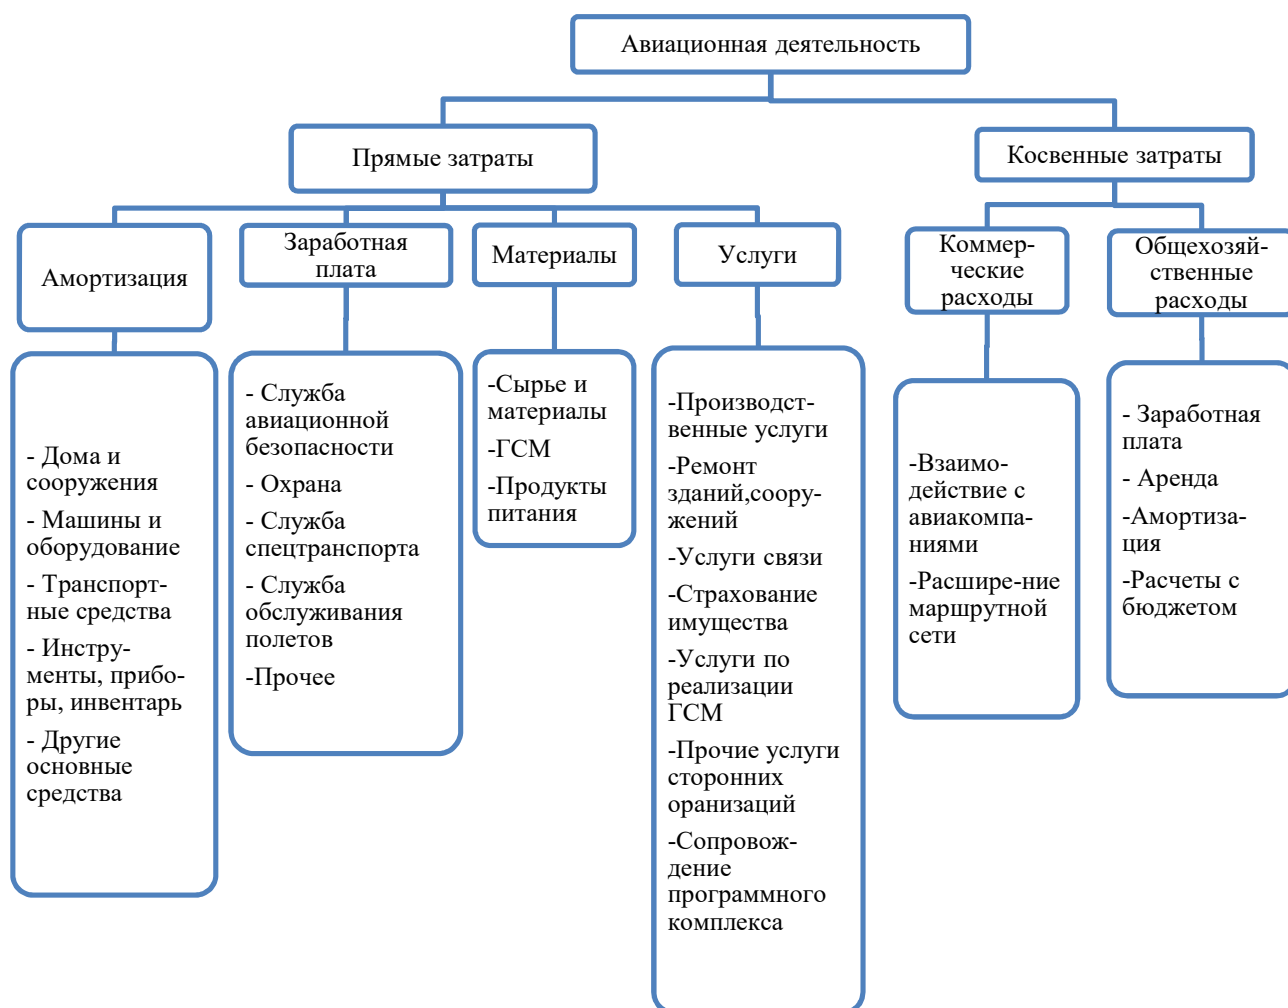 Авиационная деятельность
Прямые затраты
Косвенные затраты
Амортизация
Заработная
плата
Материалы
Услуги
Коммер-
ческие
расходы
Общехозяй-
ственные
расходы
- Дома и
сооружения
- Машины и
оборудование
- Транспорт-
ные средства
- Инстру-
менты, прибо-
ры, инвентарь
- Другие
основные
средства
- Служба
авиационной
безопасности
- Охрана
- Служба
спецтранспорта
- Служба
обслуживания
полетов
-Прочее
-Сырье и
материалы
-ГСМ
-Продукты
питания
-Производст-
венные услуги
-Ремонт
зданий,соору-
жений
-Услуги связи
-Страхование
имущества
-Услуги по
реализации
ГСМ
-Прочие услуги
сторонних
оранизаций
-Сопровож-
дение
программного
комплекса
-Взаимо-
действие с
авиакомпа-
ниями
-Расшире-ние
маршрутной
сети
- Заработная
плата
- Аренда
-Амортиза-
ция
-Расчеты с
бюджетом